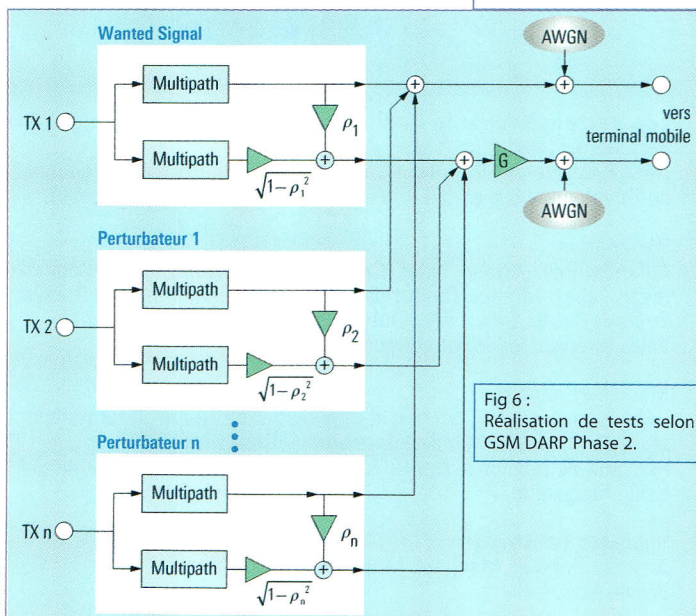 Wanted Signal
AWGN
Multipath
TX 1
ρ1
vers
terminal mobile
Multipath
G
√1−ρ1²
AWGN
Perturbateur 1
Multipath
TX 2
ρ2
Multipath
√1−ρ2²
Fig 6 :
Réalisation de tests selon
GSM DARP Phase 2.
Perturbateur n
Multipath
TX n
ρn
Multipath
√1−ρn²